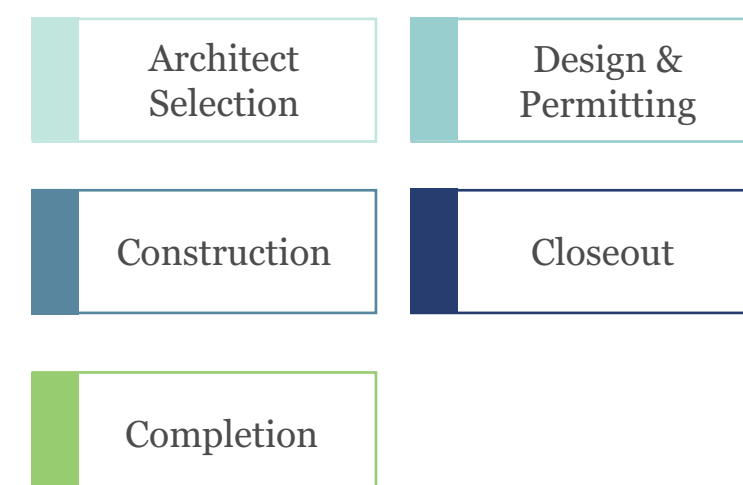 Architect
Selection
Design &
Permitting
Construction
Closeout
Completion